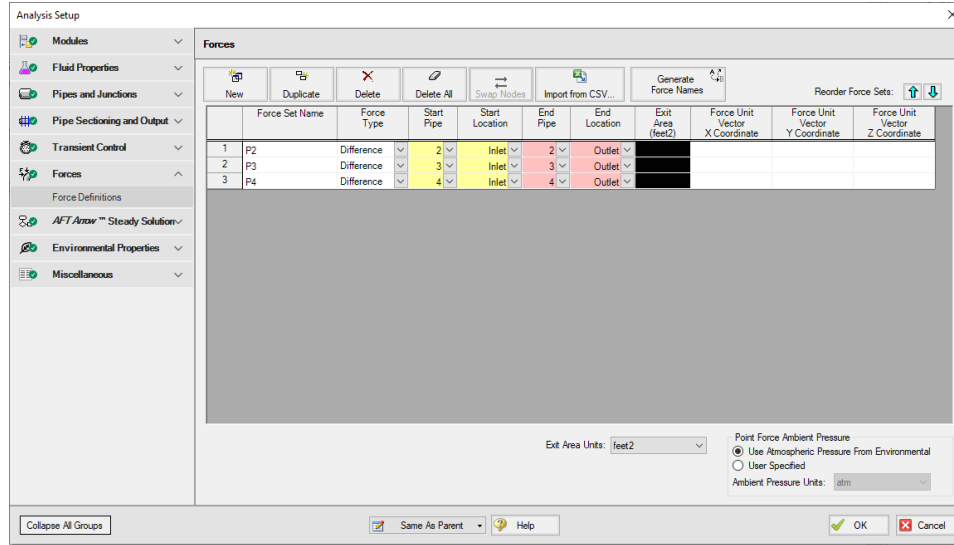 Analysis Setup
Modules
Fluid Properties
Pipes and Junctions
Pipe Sectioning and Output
Transient Control
Forces
Force Definitions
AFT Arrow ™ Steady Solution
Environmental Properties
Miscellaneous
Forces
New
Duplicate
Delete
Delete All
Swap Nodes
Import from CSV...
Generate
Force Names
Reorder Force Sets:
Force Set Name Force Type Start Pipe Start Location End Pipe End Location Exit Area (feet2) Force Unit Vector X Coordinate Force Unit Vector Y Coordinate Force Unit Vector Z Coordinate
1 P2 Difference 2 Inlet 2 Outlet
2 P3 Difference 3 Inlet 3 Outlet
3 P4 Difference 4 Inlet 4 Outlet
Exit Area Units: feet2
Point Force Ambient Pressure
Use Atmospheric Pressure From Environmental
User Specified
Ambient Pressure Units: atm
Collapse All Groups
Same As Parent
Help
OK
Cancel